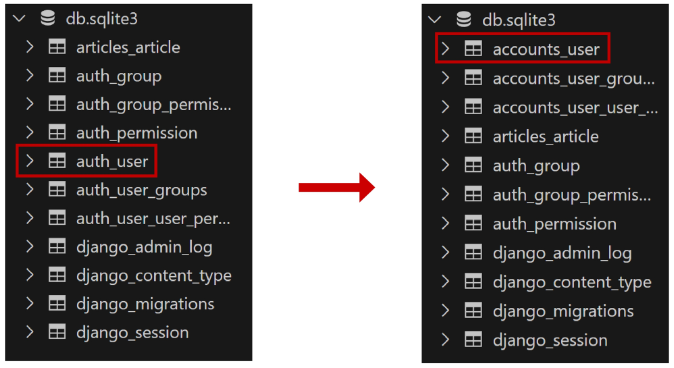 db.sqlite3
articles_article
auth_group
auth_group_permis...
auth_permission
auth_user
auth_user_groups
auth_user_user_per...
django_admin_log
django_content_type
django_migrations
django_session
db.sqlite3
accounts_user
accounts_user_grou...
accounts_user_user_...
articles_article
auth_group
auth_group_permis...
auth_permission
django_admin_log
django_content_type
django_migrations
django_session